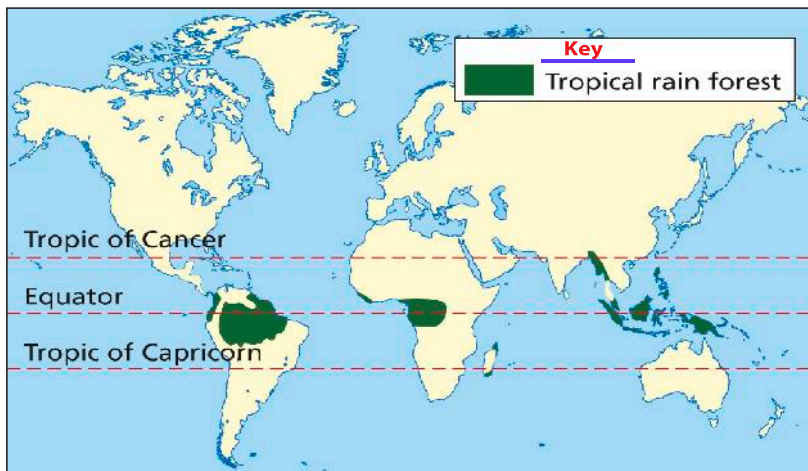 Key
Tropical rain forest
Tropic of Cancer
Equator
Tropic of Capricorn